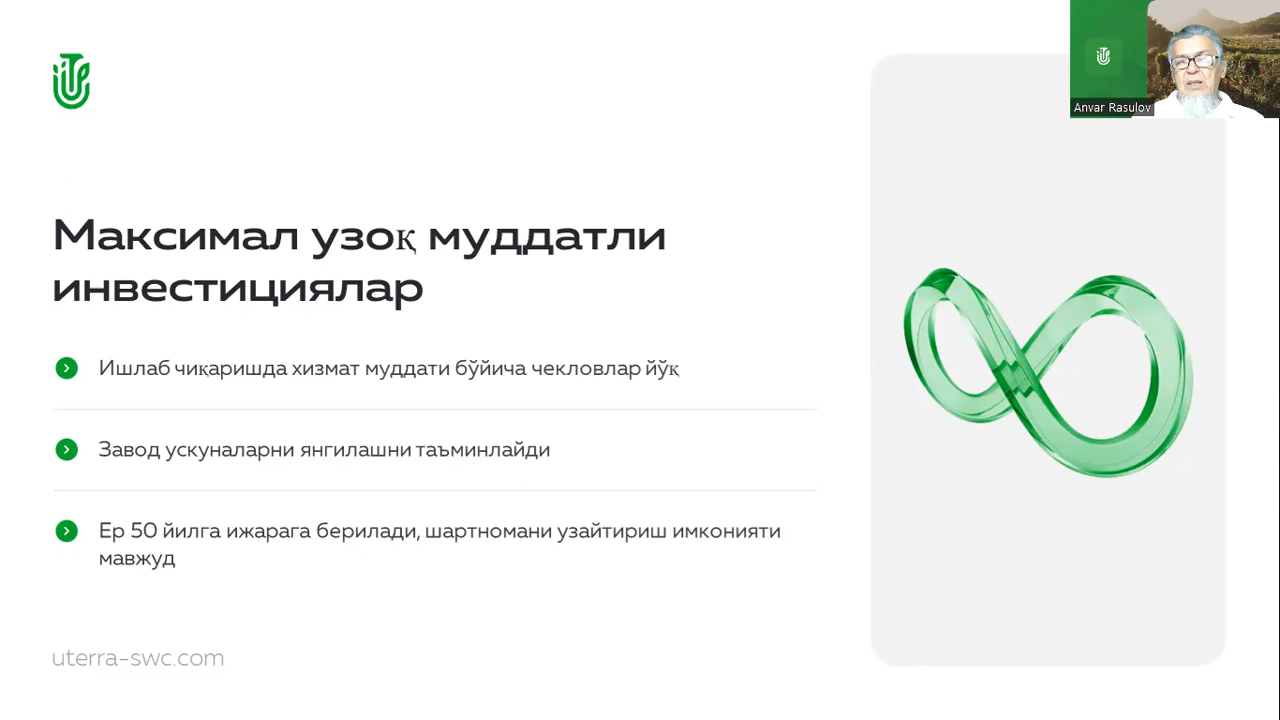 Anvar Rasulov
Максимал узоқ муддатли
инвестициялар
Ишлаб чиқаришда хизмат муддати бўйича чекловлар йўқ
Завод ускуналарни янгилашни таъминлайди
Ер 50 йилга ижарага берилади, шартномани узайтириш имконияти
мавжуд
uterra-swc.com